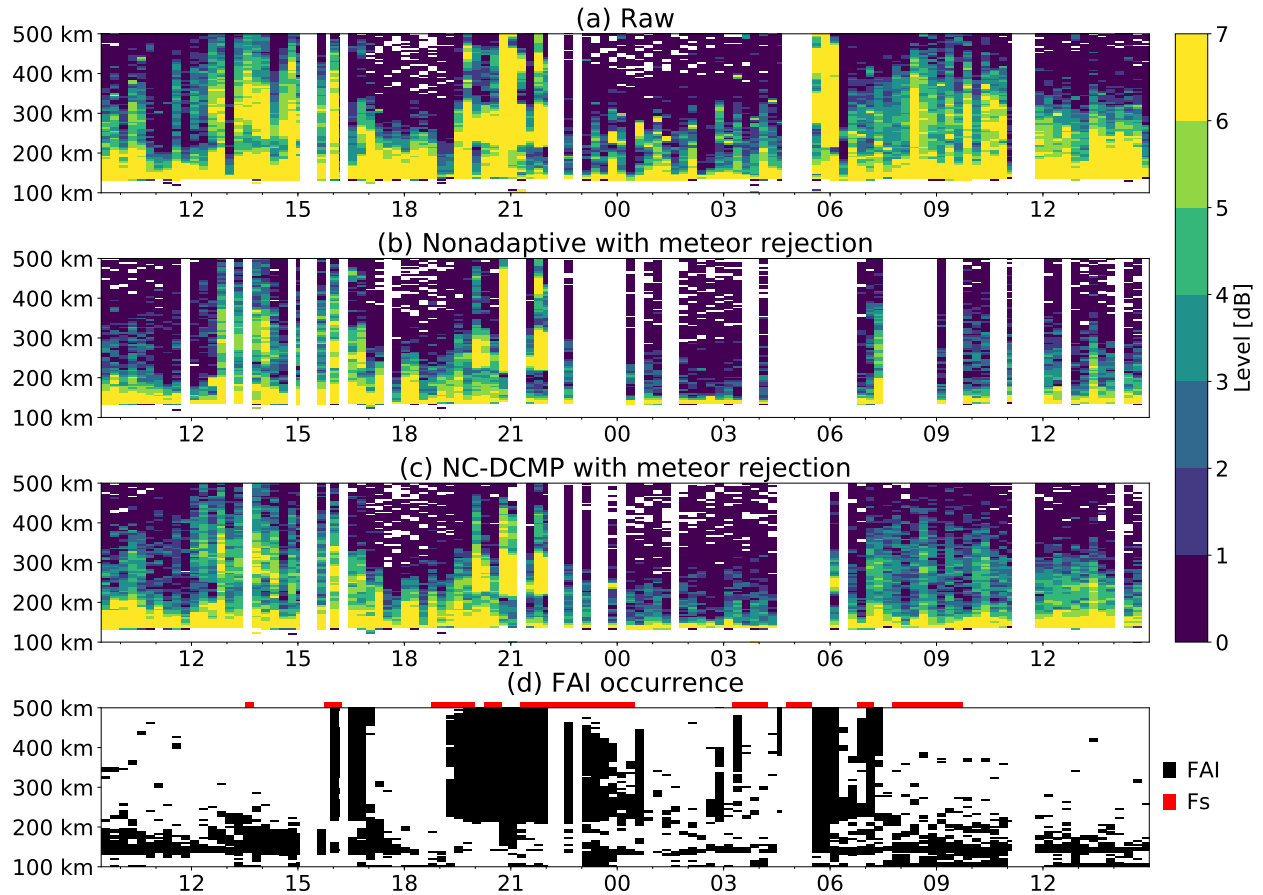 (a) Raw
500 km
400 km
300 km
200 km
100 km
12 15 18 21 00 03 06 09 12
(b) Nonadaptive with meteor rejection
500 km
400 km
300 km
200 km
100 km
12 15 18 21 00 03 06 09 12
(c) NC-DCMP with meteor rejection
500 km
400 km
300 km
200 km
100 km
12 15 18 21 00 03 06 09 12
(d) FAI occurrence
500 km
400 km
300 km
200 km
100 km
12 15 18 21 00 03 06 09 12
7
6
5
4
3
2
1
0
Level [dB]
FAI
Fs